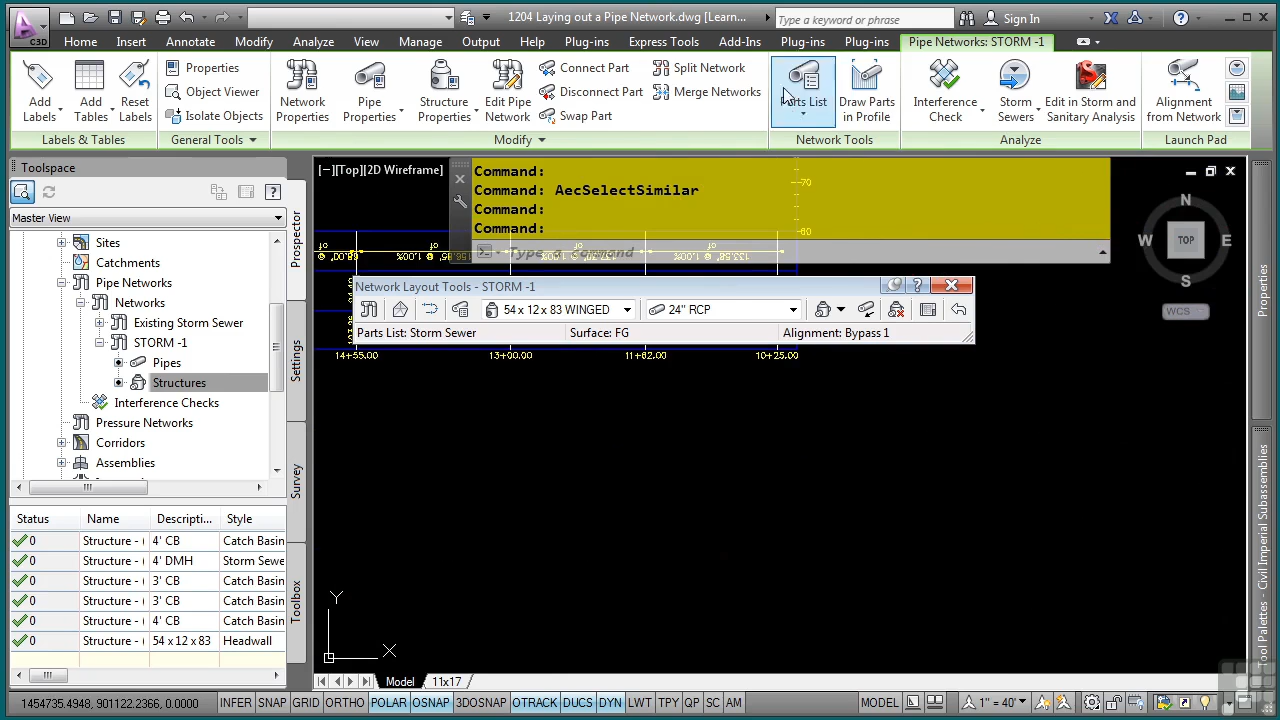 C3D
1204 Laying out a Pipe Network.dwg [Learn...
Type a keyword or phrase
Sign In
Home
Insert
Annotate
Modify
Analyze
View
Manage
Output
Help
Plug-ins
Express Tools
Add-Ins
Plug-ins
Plug-ins
Pipe Networks: STORM -1
Add Labels
Add Tables
Reset Labels
Properties
Object Viewer
Isolate Objects
Network Properties
Pipe Properties
Structure Properties
Edit Pipe Network
Connect Part
Disconnect Part
Swap Part
Split Network
Merge Networks
Parts List
Draw Parts in Profile
Interference Check
Storm Sewers
Edit in Storm and Sanitary Analysis
Alignment from Network
Labels & Tables
General Tools
Modify
Network Tools
Analyze
Launch Pad
Toolspace
Master View
Sites
Catchments
Pipe Networks
Networks
Existing Storm Sewer
STORM -1
Pipes
Structures
Interference Checks
Pressure Networks
Corridors
Assemblies
Prospector
Settings
Survey
Toolbox
Status Name Descripti... Style
0 Structure - ( 4' CB Catch Basin
0 Structure - ( 4' DMH Storm Sewe
0 Structure - ( 3' CB Catch Basin
0 Structure - ( 3' CB Catch Basin
0 Structure - ( 4' CB Catch Basin
0 Structure - ( 54 x 12 x 83 Headwall
[−][Top][2D Wireframe]
Command:
Command: AecSelectSimilar
Command:
Command:
Type a command
70
60
Network Layout Tools - STORM -1
54 x 12 x 83 WINGED
24" RCP
Parts List: Storm Sewer
Surface: FG
Alignment: Bypass 1
14+55.00
13+00.00
11+62.00
10+25.00
N
W
TOP
E
S
WCS
Properties
Tool Palettes - Civil Imperial Subassemblies
Y
X
Model
11x17
1454735.4948, 901122.2366, 0.0000
INFER SNAP GRID ORTHO POLAR OSNAP 3DOSNAP OTRACK DUCS DYN LWT TPY QP SC AM
MODEL
1" = 40'